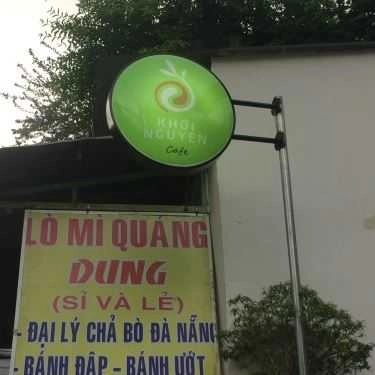 KHỞI
NGUYÊN
Cafe
LÒ MÌ QUẢNG
DUNG
(SỈ VÀ LẺ)
- ĐẠI LÝ CHẢ BÒ ĐÀ NẴNG
- BÁNH ĐẬP - BÁNH ƯỚT